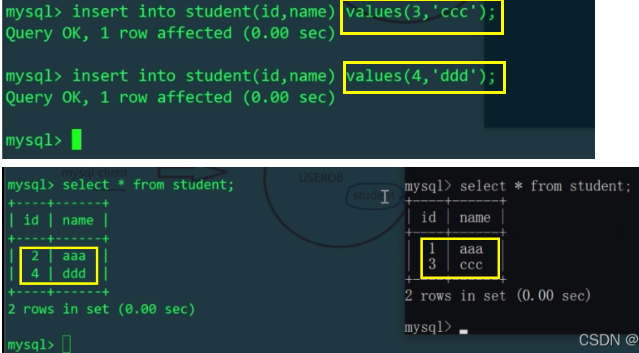 mysql> insert into student(id,name) values(3,'ccc');
Query OK, 1 row affected (0.00 sec)
mysql> insert into student(id,name) values(4,'ddd');
Query OK, 1 row affected (0.00 sec)
mysql>
mysql client
USERDB
student
mysql> select * from student;
+----+------+
| id | name |
+----+------+
| 2 | aaa |
| 4 | ddd |
+----+------+
2 rows in set (0.00 sec)
mysql>
mysql> select * from student;
+----+------+
| id | name |
+----+------+
| 1 | aaa |
| 3 | ccc |
+----+------+
2 rows in set (0.00 sec)
mysql>
CSDN @